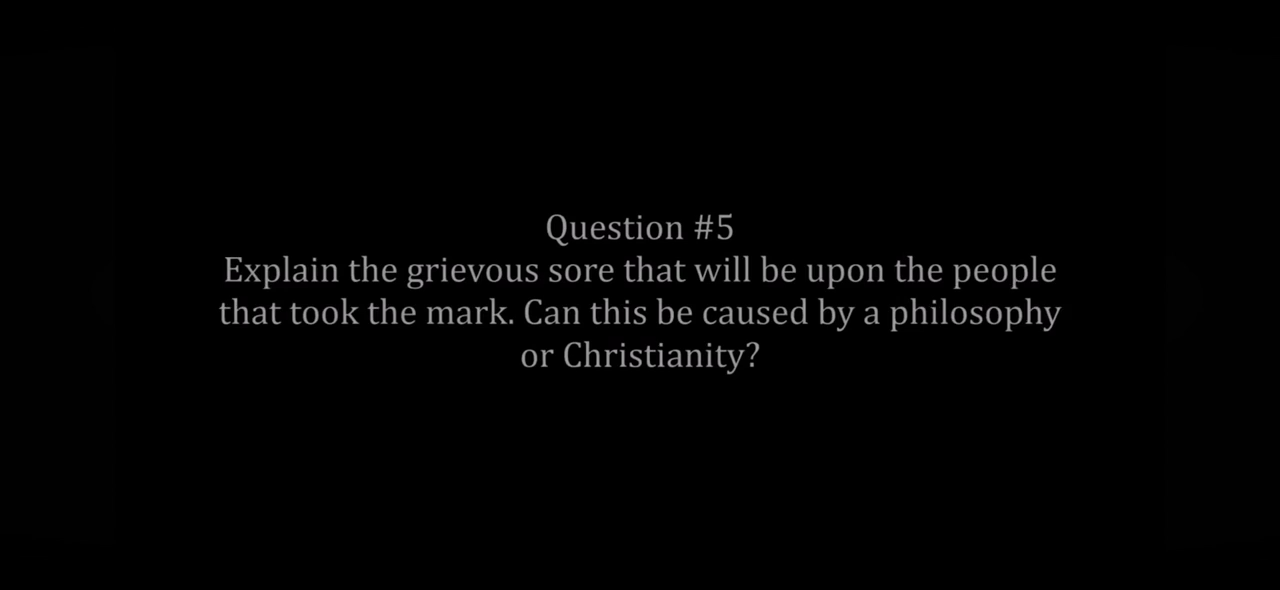 Question #5
Explain the grievous sore that will be upon the people
that took the mark. Can this be caused by a philosophy
or Christianity?